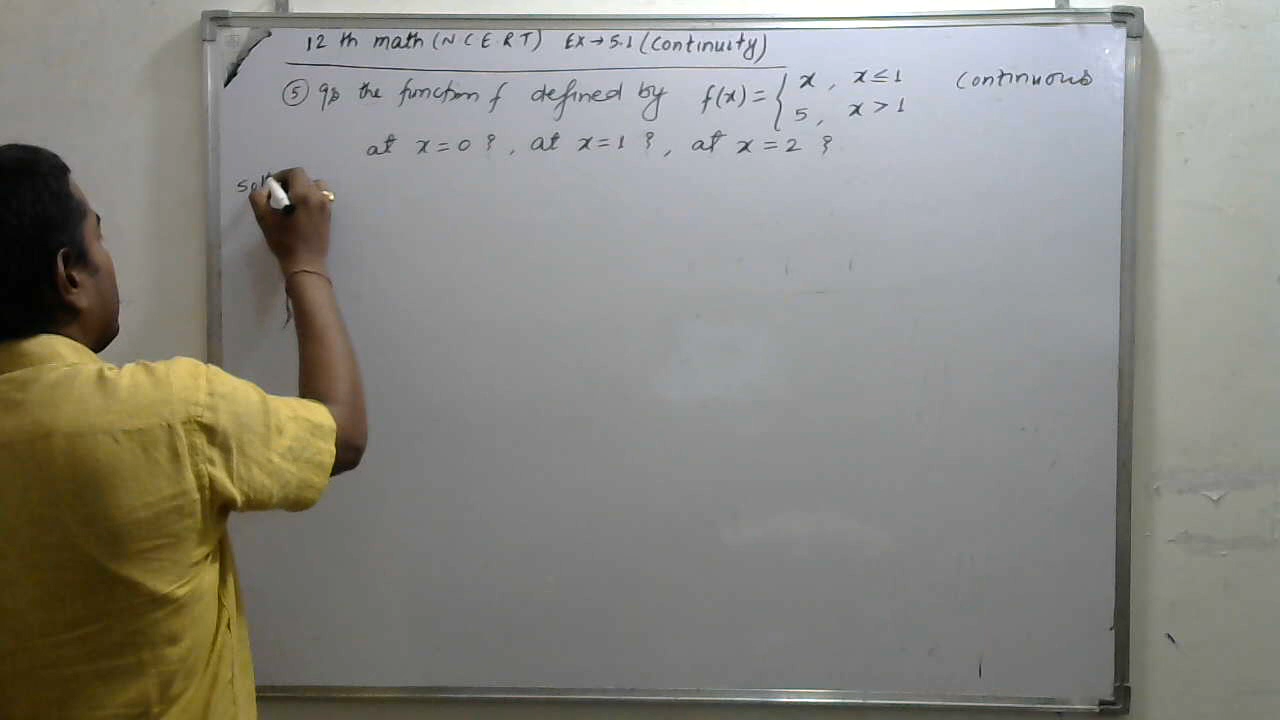 12 th math (NCERT) EX→5.1 (Continuity)
⑤ Is the function f defined by f(x) = { x, x ≤ 1 continuous
5, x > 1
at x = 0 ?, at x = 1 ?, at x = 2 ?